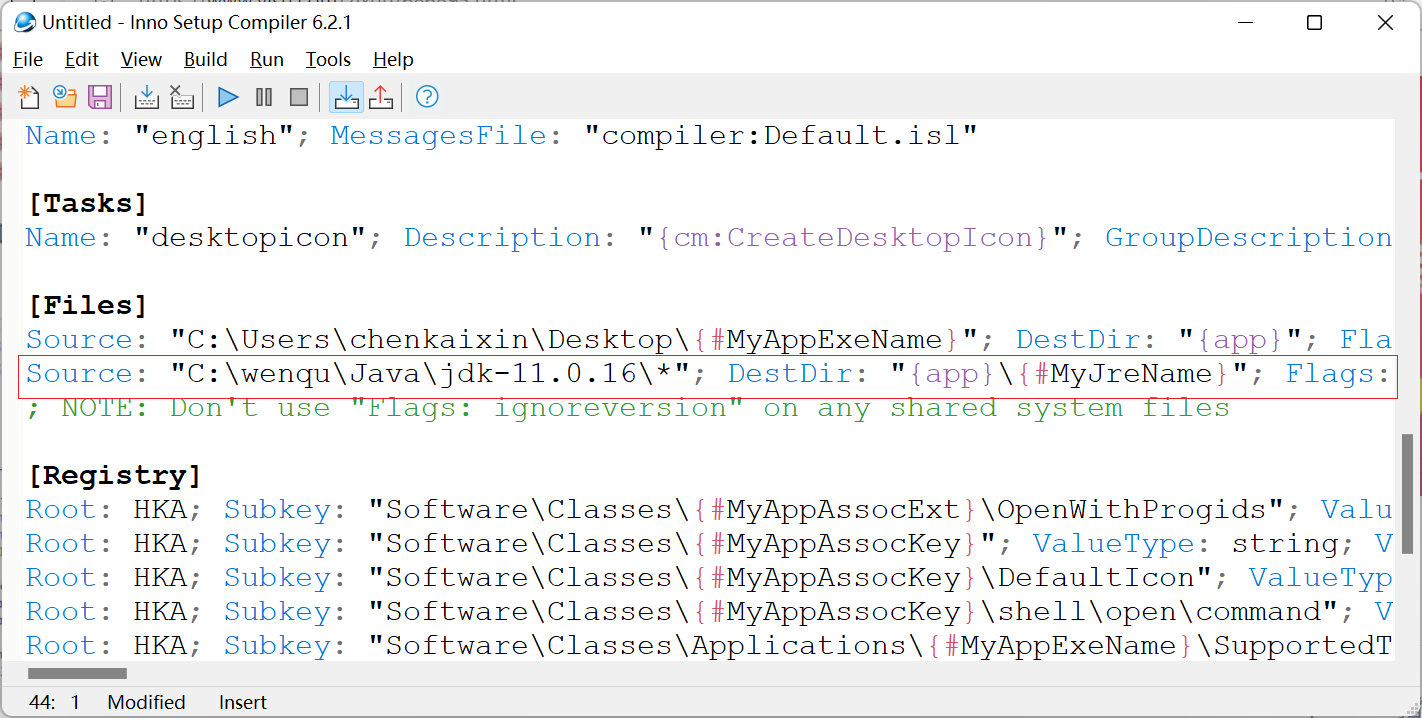 Untitled - Inno Setup Compiler 6.2.1
File Edit View Build Run Tools Help
Name: "english"; MessagesFile: "compiler:Default.isl"
[Tasks]
Name: "desktopicon"; Description: "{cm:CreateDesktopIcon}"; GroupDescription
[Files]
Source: "C:\Users\chenkaixin\Desktop\{#MyAppExeName}"; DestDir: "{app}"; Fla
Source: "C:\wenqu\Java\jdk-11.0.16\*"; DestDir: "{app}\{#MyJreName}"; Flags:
; NOTE: Don't use "Flags: ignoreversion" on any shared system files
[Registry]
Root: HKA; Subkey: "Software\Classes\{#MyAppAssocExt}\OpenWithProgids"; Valu
Root: HKA; Subkey: "Software\Classes\{#MyAppAssocKey}"; ValueType: string; V
Root: HKA; Subkey: "Software\Classes\{#MyAppAssocKey}\DefaultIcon"; ValueTyp
Root: HKA; Subkey: "Software\Classes\{#MyAppAssocKey}\shell\open\command"; V
Root: HKA; Subkey: "Software\Classes\Applications\{#MyAppExeName}\SupportedT
44: 1 Modified Insert